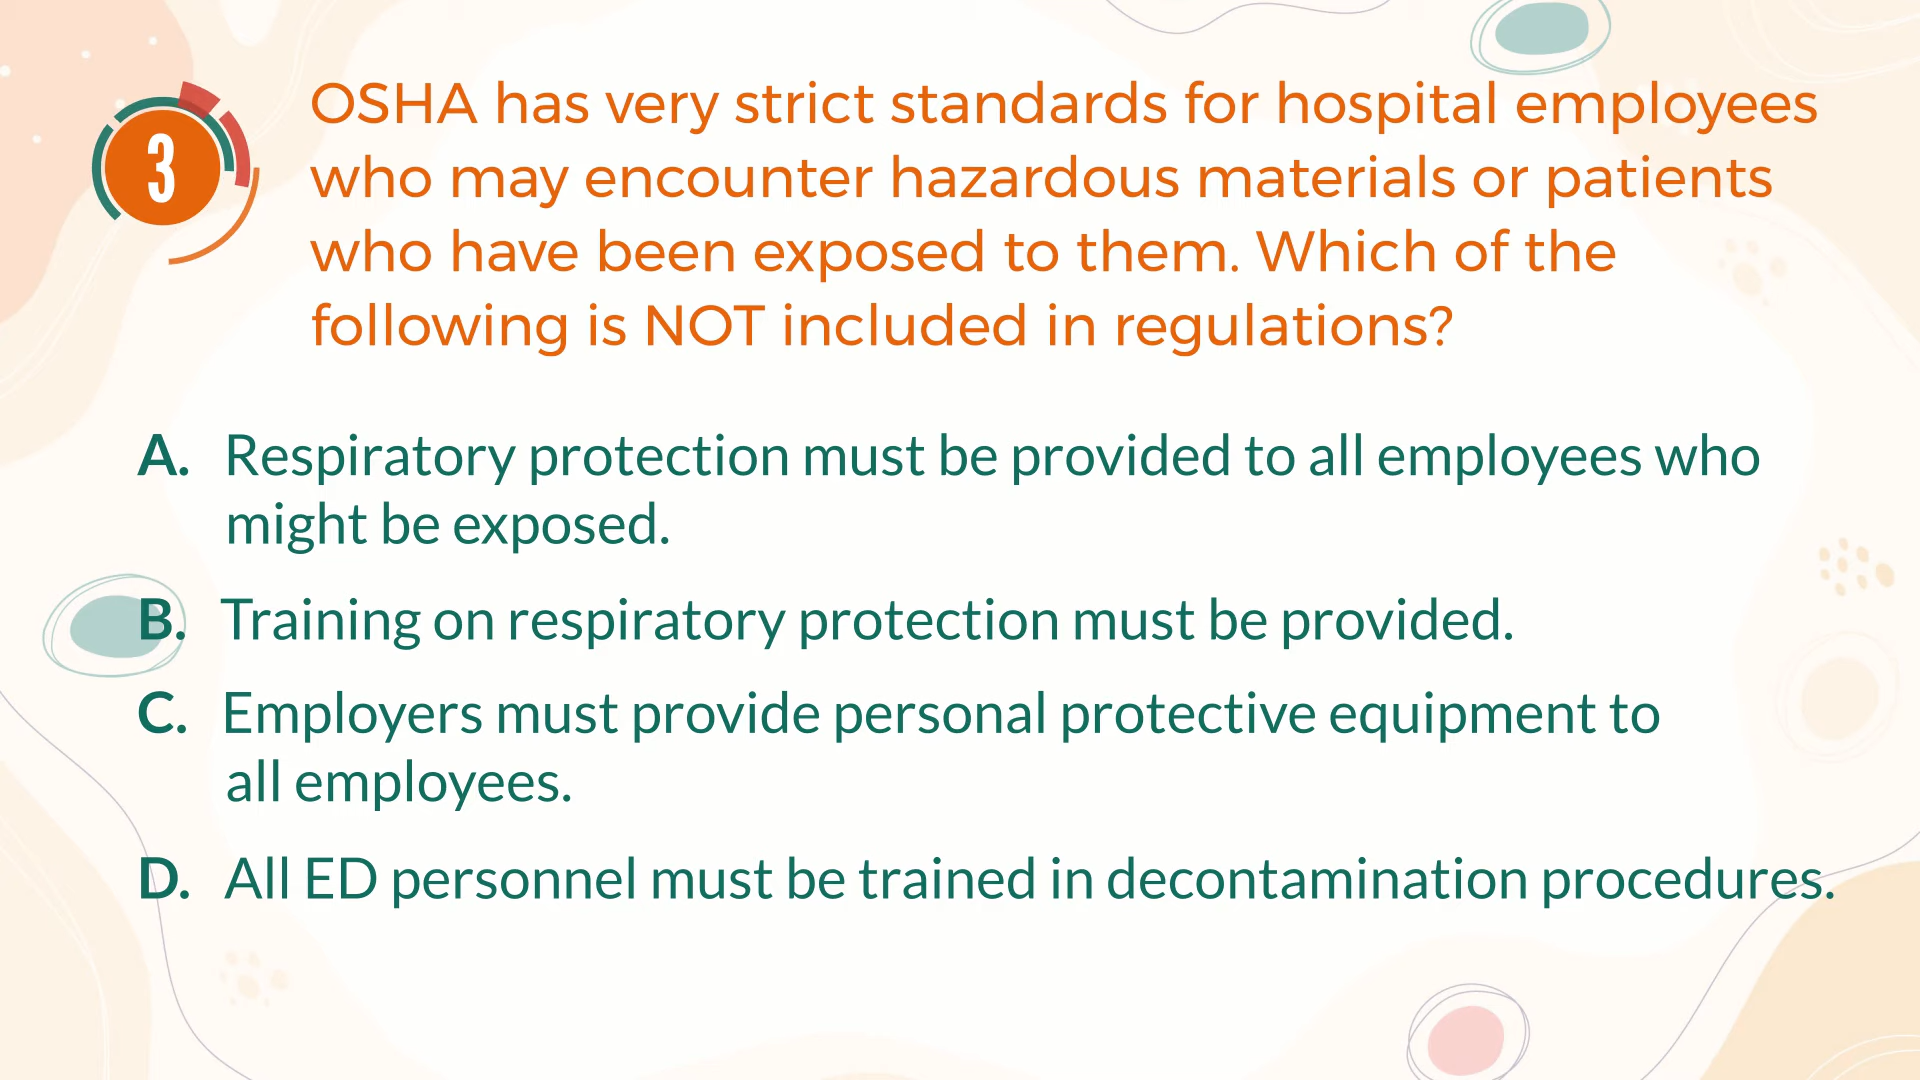 3
OSHA has very strict standards for hospital employees
who may encounter hazardous materials or patients
who have been exposed to them. Which of the
following is NOT included in regulations?
A. Respiratory protection must be provided to all employees who
might be exposed.
B. Training on respiratory protection must be provided.
C. Employers must provide personal protective equipment to
all employees.
D. All ED personnel must be trained in decontamination procedures.